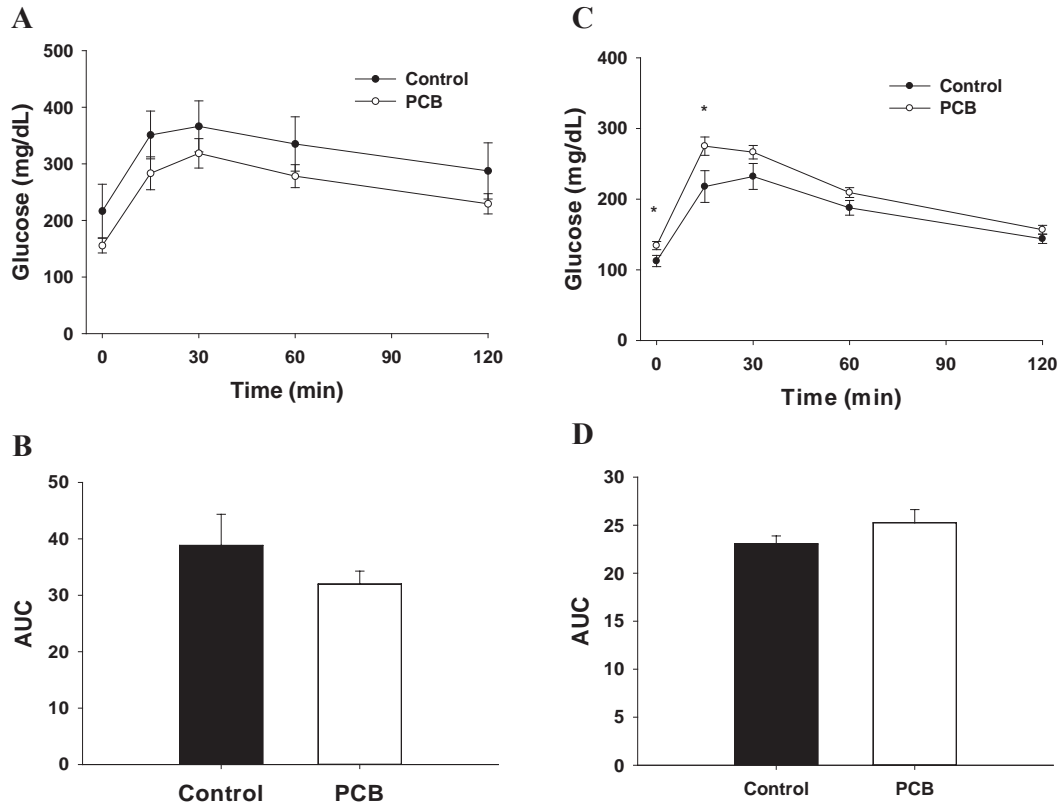 A
500
400
300
200
100
0
Glucose (mg/dL)
Control
PCB
0 30 60 90 120
Time (min)
C
400
300
200
100
0
Glucose (mg/dL)
Control
PCB
*
*
0 30 60 90 120
Time (min)
B
50
40
30
20
10
0
AUC
Control PCB
D
30
25
20
15
10
5
0
AUC
Control PCB